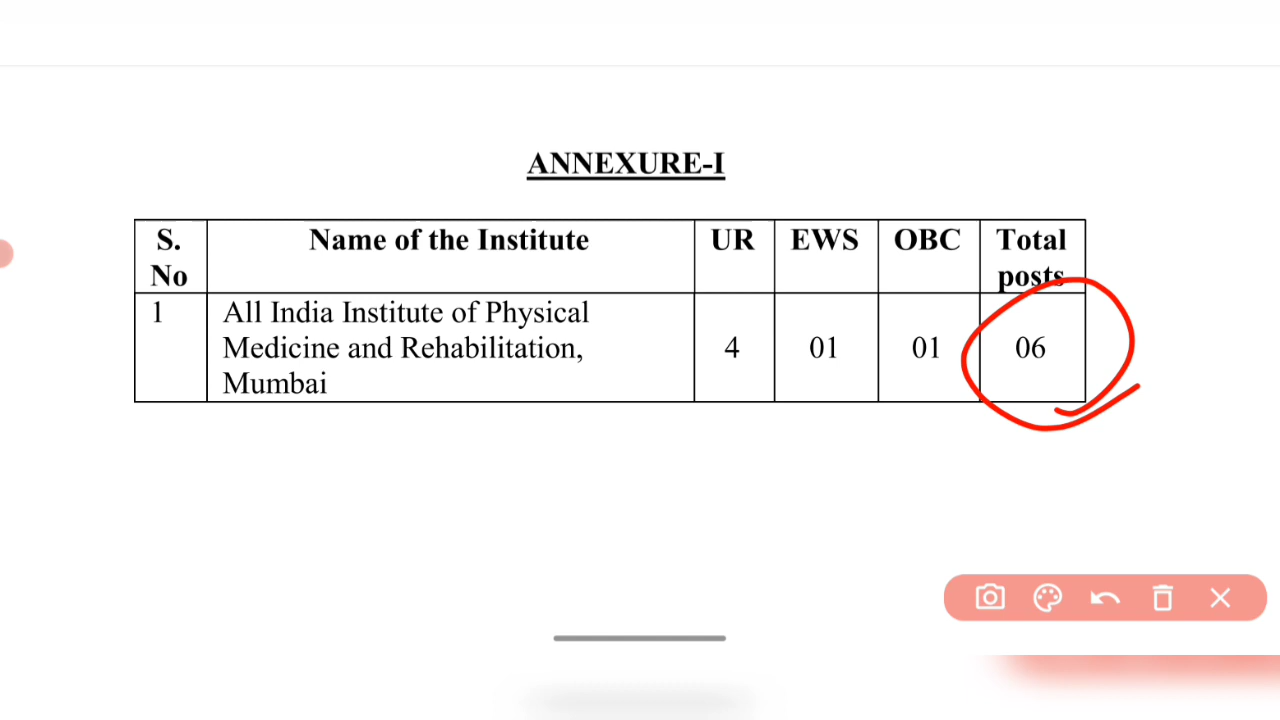 ANNEXURE-I
S. No Name of the Institute UR EWS OBC Total posts
1 All India Institute of Physical
Medicine and Rehabilitation, 4 01 01 06
Mumbai